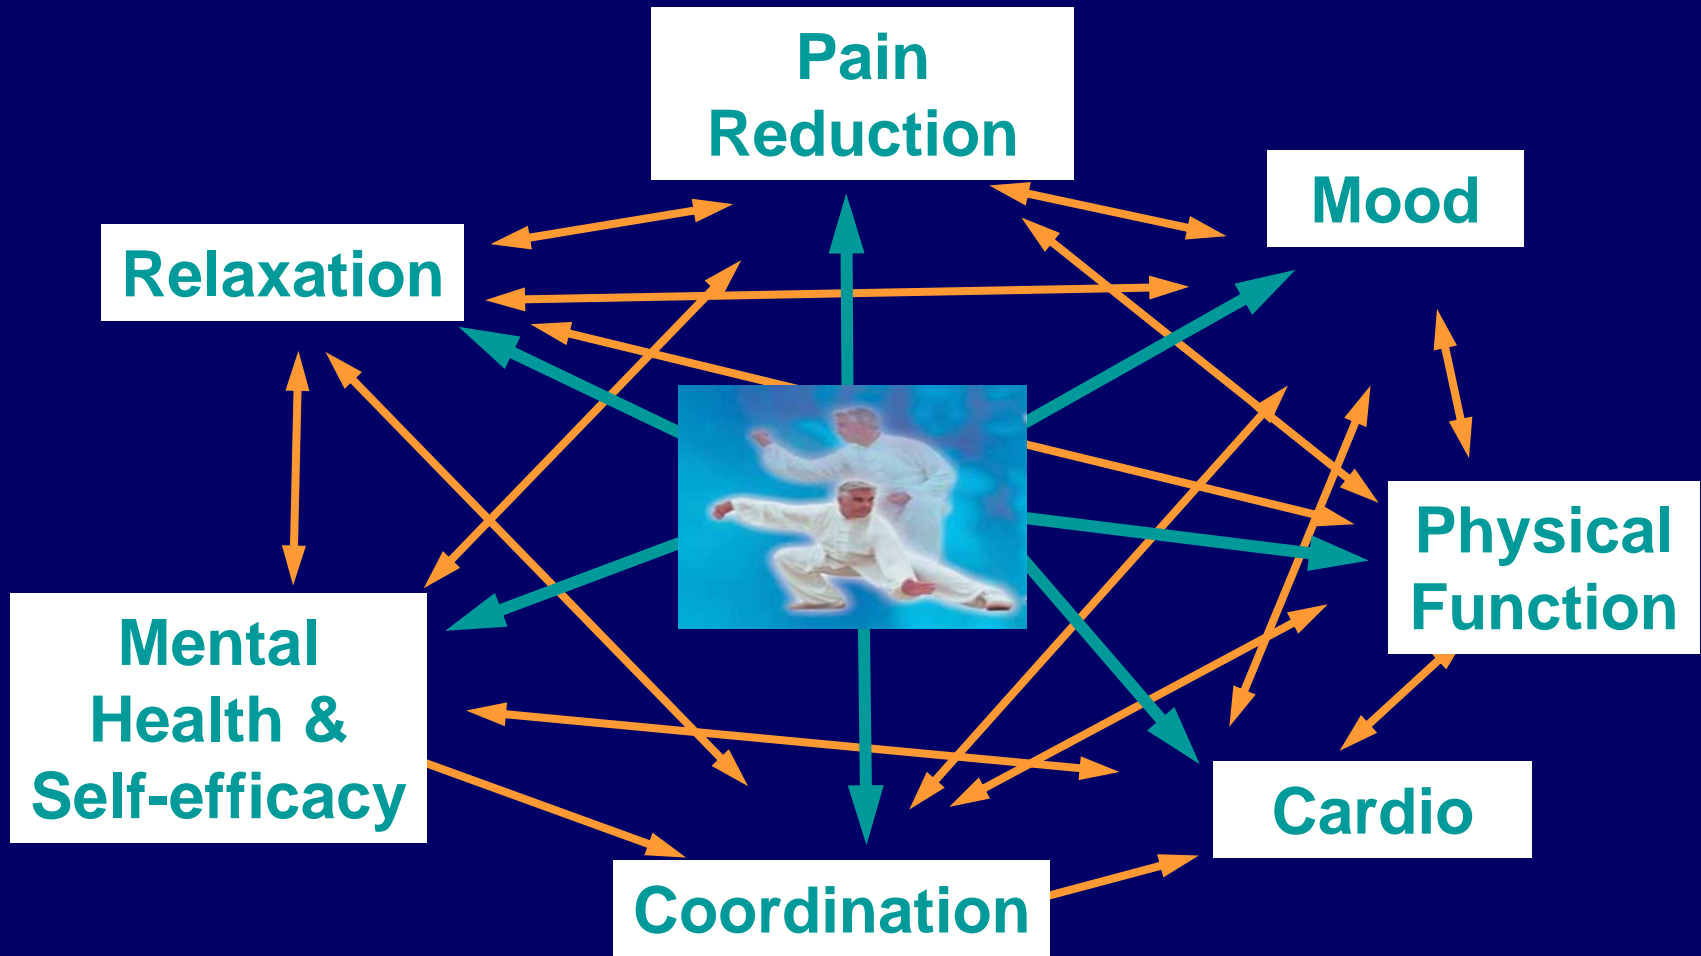 Pain
Reduction
Mood
Relaxation
Physical
Function
Mental
Health &
Self-efficacy
Cardio
Coordination